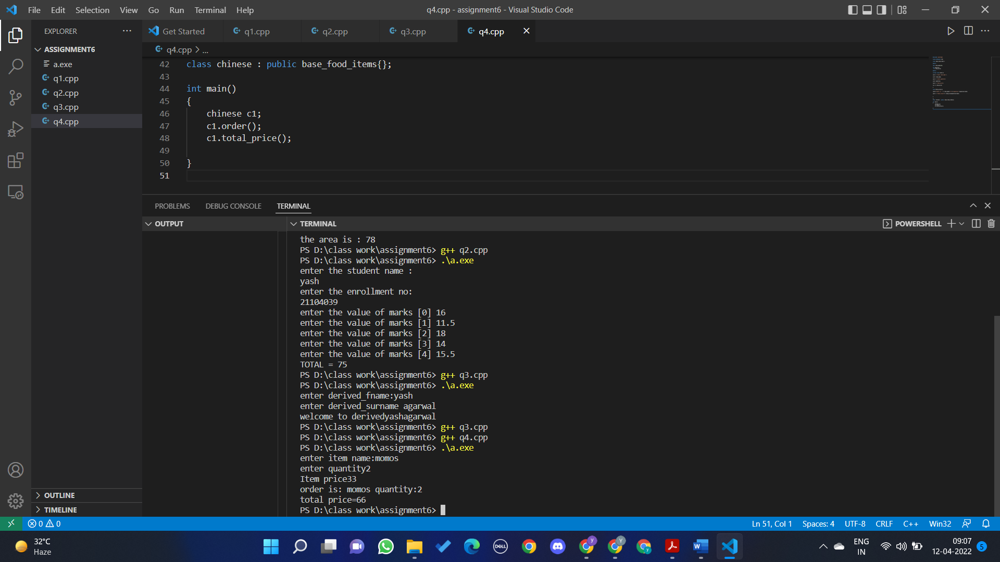 File Edit Selection View Go Run Terminal Help
q4.cpp - assignment6 - Visual Studio Code
EXPLORER
Get Started
q1.cpp
q2.cpp
q3.cpp
q4.cpp
ASSIGNMENT6
a.exe
q1.cpp
q2.cpp
q3.cpp
q4.cpp
q4.cpp > ...
42 class chinese : public base_food_items{};
43
44 int main()
45 {
46 chinese c1;
47 c1.order();
48 c1.total_price();
49
50 }
51
PROBLEMS DEBUG CONSOLE TERMINAL
OUTPUT
TERMINAL
POWERSHELL
the area is : 78
PS D:\class work\assignment6> g++ q2.cpp
PS D:\class work\assignment6> .\a.exe
enter the student name :
yash
enter the enrollment no:
21104039
enter the value of marks [0] 16
enter the value of marks [1] 11.5
enter the value of marks [2] 18
enter the value of marks [3] 14
enter the value of marks [4] 15.5
TOTAL = 75
PS D:\class work\assignment6> g++ q3.cpp
PS D:\class work\assignment6> .\a.exe
enter derived_fname:yash
enter derived_surname agarwal
welcome to derivedyashagarwal
PS D:\class work\assignment6> g++ q3.cpp
PS D:\class work\assignment6> g++ q4.cpp
PS D:\class work\assignment6> .\a.exe
enter item name:momos
enter quantity2
Item price33
order is: momos quantity:2
total price=66
PS D:\class work\assignment6>
OUTLINE
TIMELINE
0 0
Ln 51, Col 1 Spaces: 4 UTF-8 CRLF C++ Win32
32°C
Haze
DELL
ENG
IN
09:07
12-04-2022
5